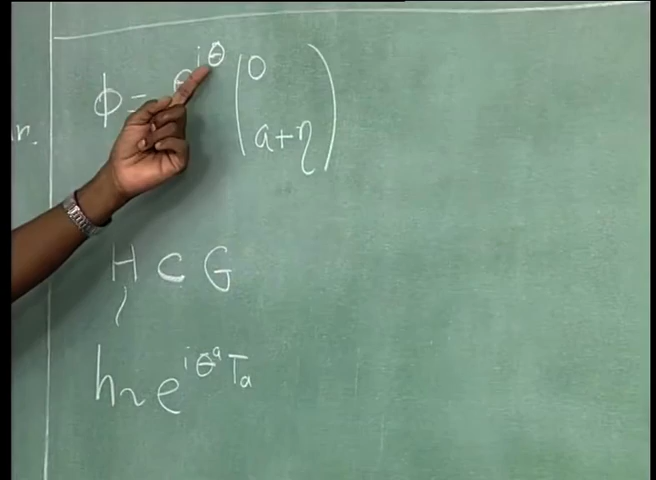 r.
φ = e^{iθ} (0
a+η)
H ⊂ G
h ~ e^{iθ^a T_a}